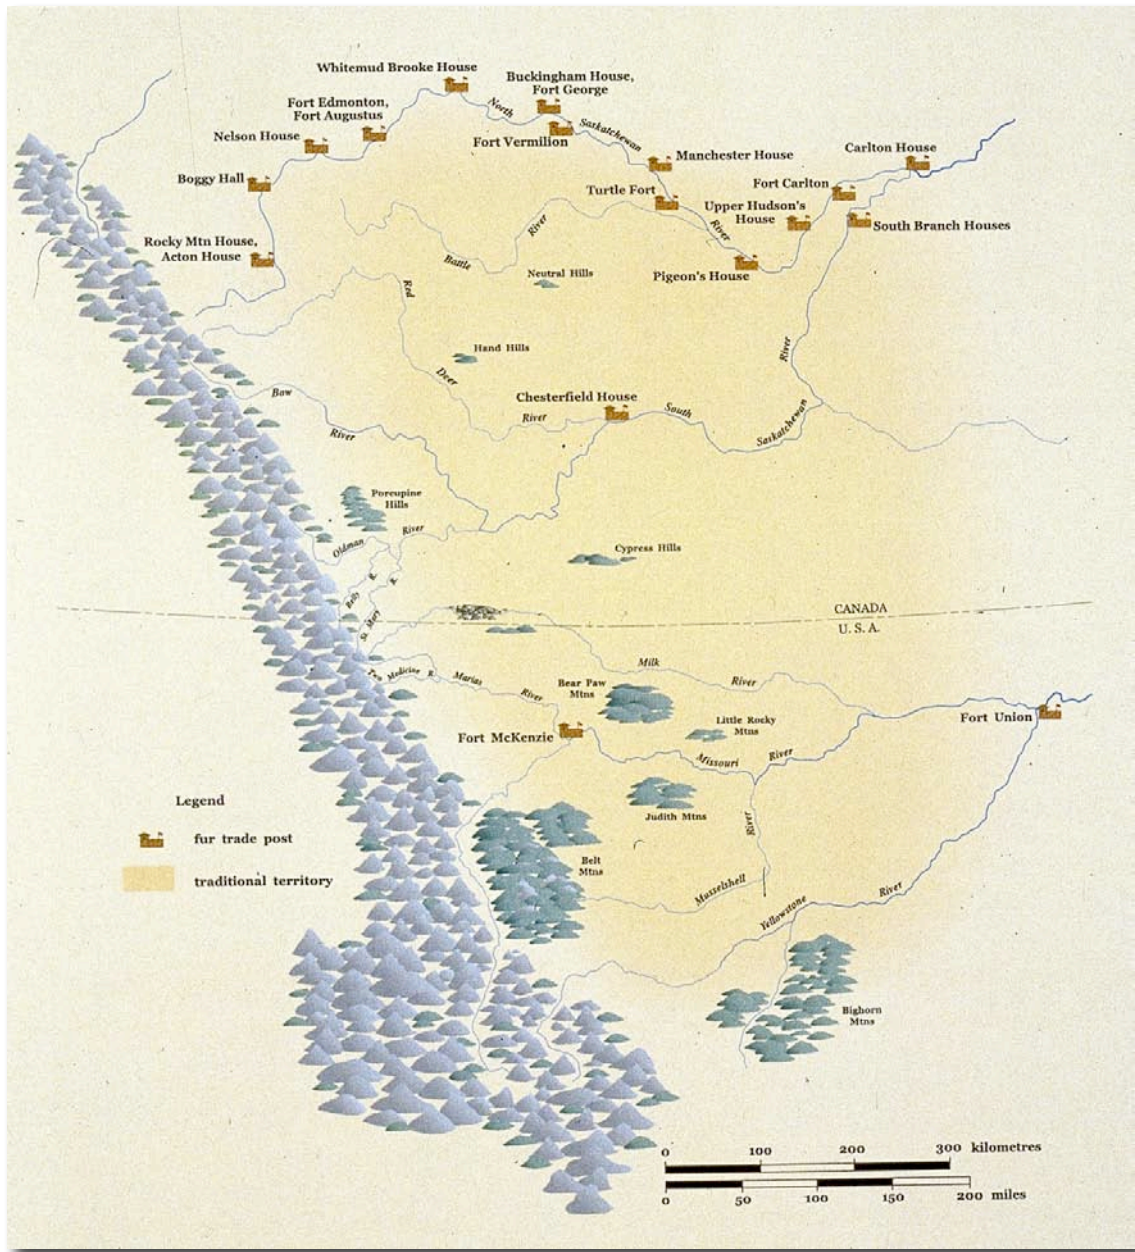 Whitemud Brooke House
Buckingham House,
Fort George
Fort Edmonton,
Fort Augustus
North
Saskatchewan
River
Nelson House
Fort Vermilion
Manchester House
Carlton House
Boggy Hall
Turtle Fort
Fort Carlton
Upper Hudson's
House
South Branch Houses
Rocky Mtn House,
Acton House
Battle
River
Neutral Hills
Pigeon's House
Red
Deer
River
Hand Hills
Chesterfield House
South
Saskatchewan
River
Bow
River
Porcupine
Hills
Oldman
River
Cypress Hills
Belly
R.
St. Mary
R.
CANADA
U. S. A.
Two Medicine R.
Marias
River
Milk
River
Bear Paw
Mtns
Little Rocky
Mtns
Fort Union
Fort McKenzie
Missouri
River
Judith Mtns
River
Musselshell
Belt
Mtns
Yellowstone
River
Bighorn
Mtns
Legend
fur trade post
traditional territory
0 100 200 300 kilometres
0 50 100 150 200 miles